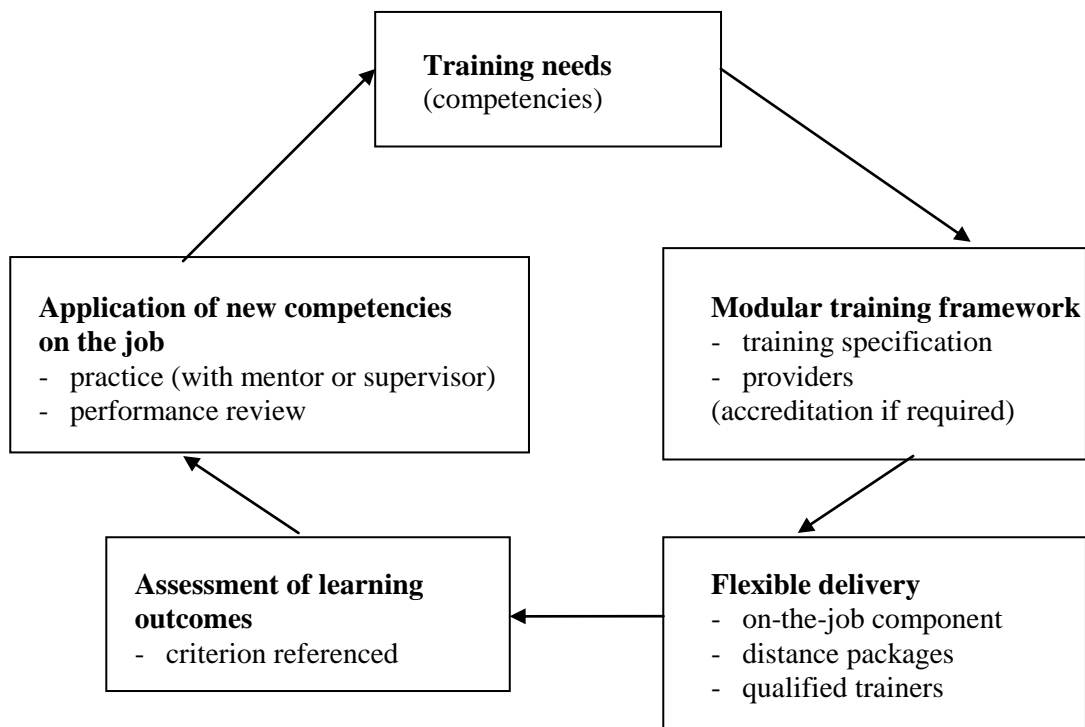 Training needs
(competencies)
Application of new competencies
on the job
- practice (with mentor or supervisor)
- performance review
Modular training framework
- training specification
- providers
(accreditation if required)
Assessment of learning
outcomes
- criterion referenced
Flexible delivery
- on-the-job component
- distance packages
- qualified trainers